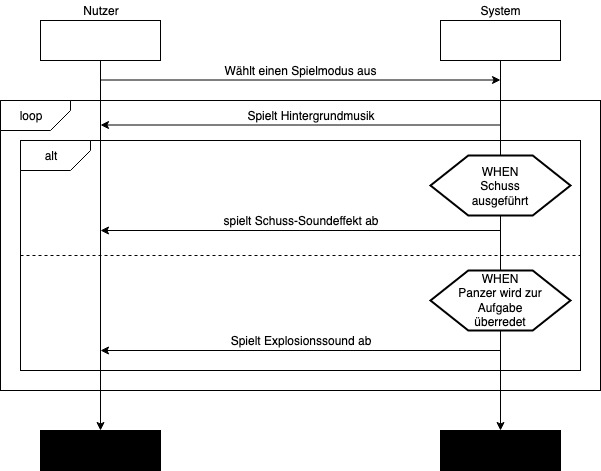 Nutzer
System
Wählt einen Spielmodus aus
loop
Spielt Hintergrundmusik
alt
WHEN
Schuss
ausgeführt
spielt Schuss-Soundeffekt ab
WHEN
Panzer wird zur
Aufgabe
überredet
Spielt Explosionssound ab